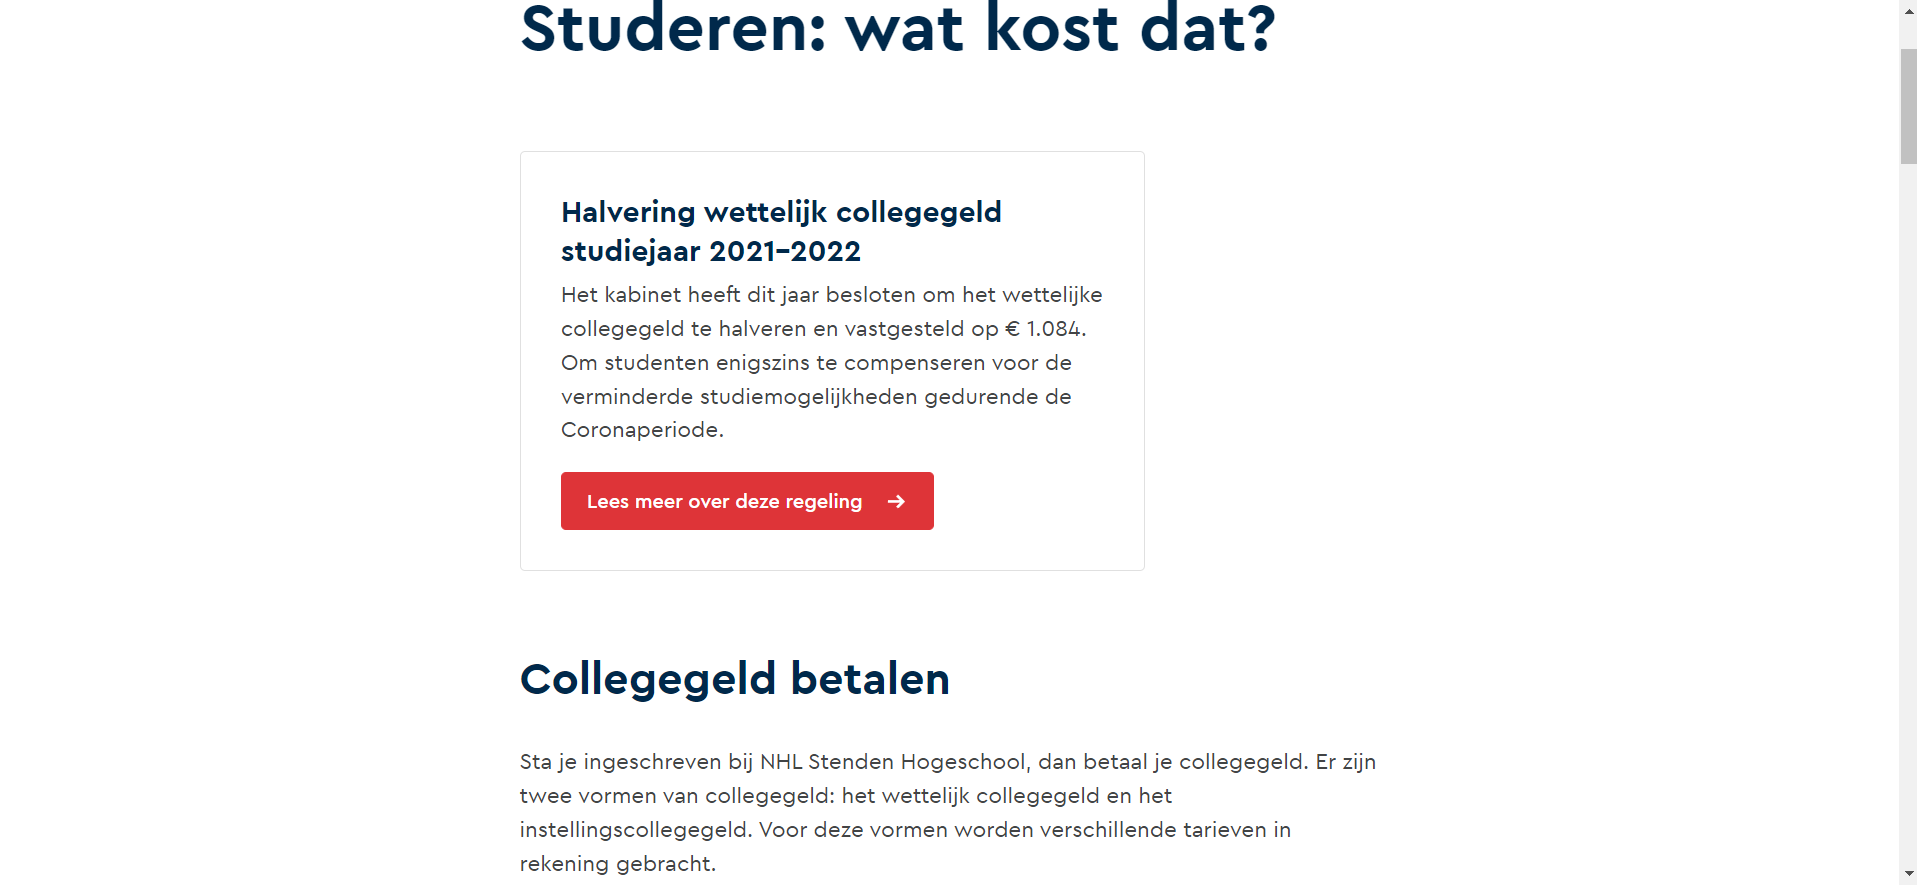 Studeren: wat kost dat?
Halvering wettelijk collegegeld
studiejaar 2021-2022
Het kabinet heeft dit jaar besloten om het wettelijke
collegegeld te halveren en vastgesteld op € 1.084.
Om studenten enigszins te compenseren voor de
verminderde studiemogelijkheden gedurende de
Coronaperiode.
Lees meer over deze regeling →
Collegegeld betalen
Sta je ingeschreven bij NHL Stenden Hogeschool, dan betaal je collegegeld. Er zijn
twee vormen van collegegeld: het wettelijk collegegeld en het
instellingscollegegeld. Voor deze vormen worden verschillende tarieven in
rekening gebracht.